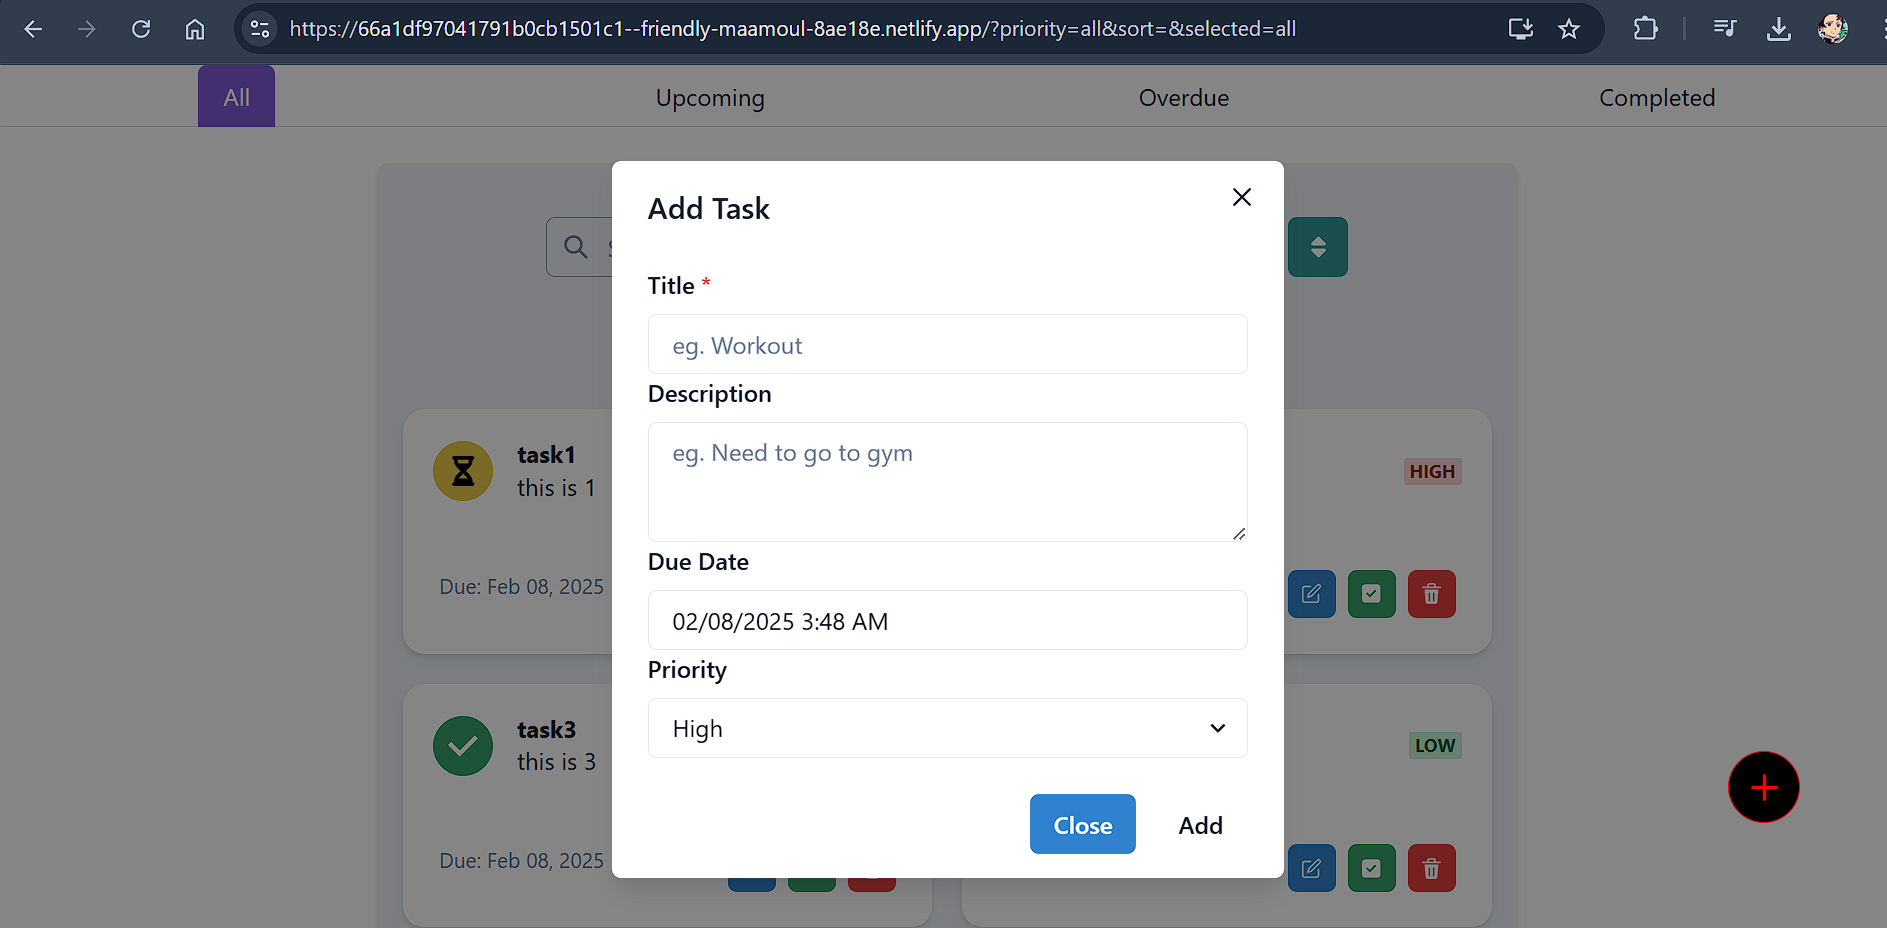 https://66a1df97041791b0cb1501c1--friendly-maamoul-8ae18e.netlify.app/?priority=all&sort=&selected=all
All Upcoming Overdue Completed
Add Task
Title *
eg. Workout
Description
eg. Need to go to gym
Due Date
02/08/2025 3:48 AM
Priority
High
Close Add
task1
this is 1
HIGH
Due: Feb 08, 2025
task3
this is 3
LOW
Due: Feb 08, 2025